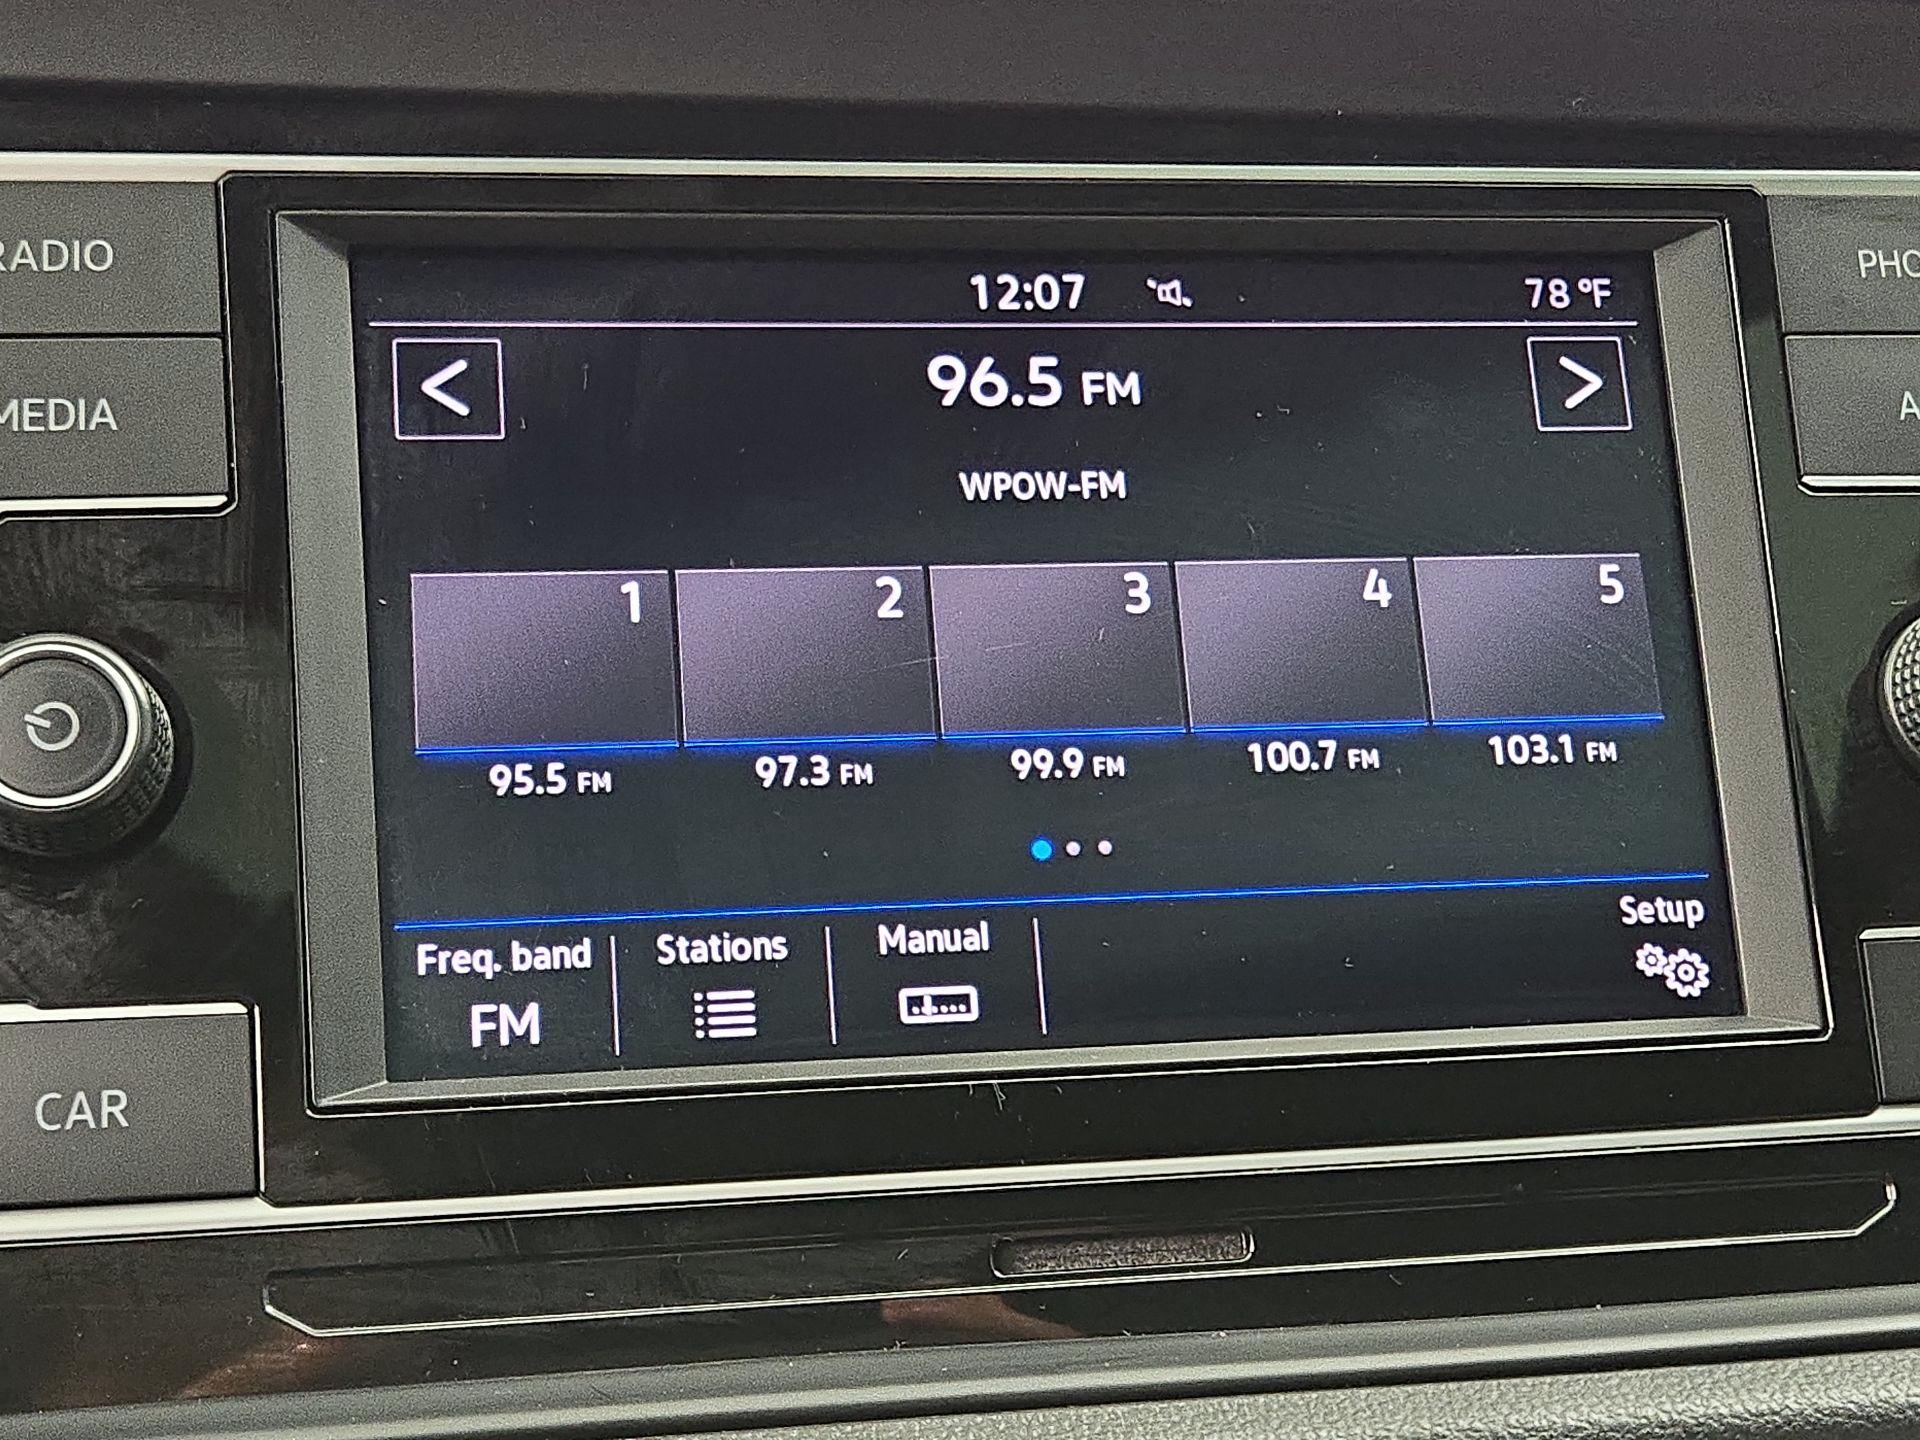 RADIO
PHO
MEDIA
A
12:07
78 °F
<
96.5 FM
>
WPOW-FM
1 2 3 4 5
95.5 FM 97.3 FM 99.9 FM 100.7 FM 103.1 FM
Freq. band Stations Manual Setup
FM
CAR